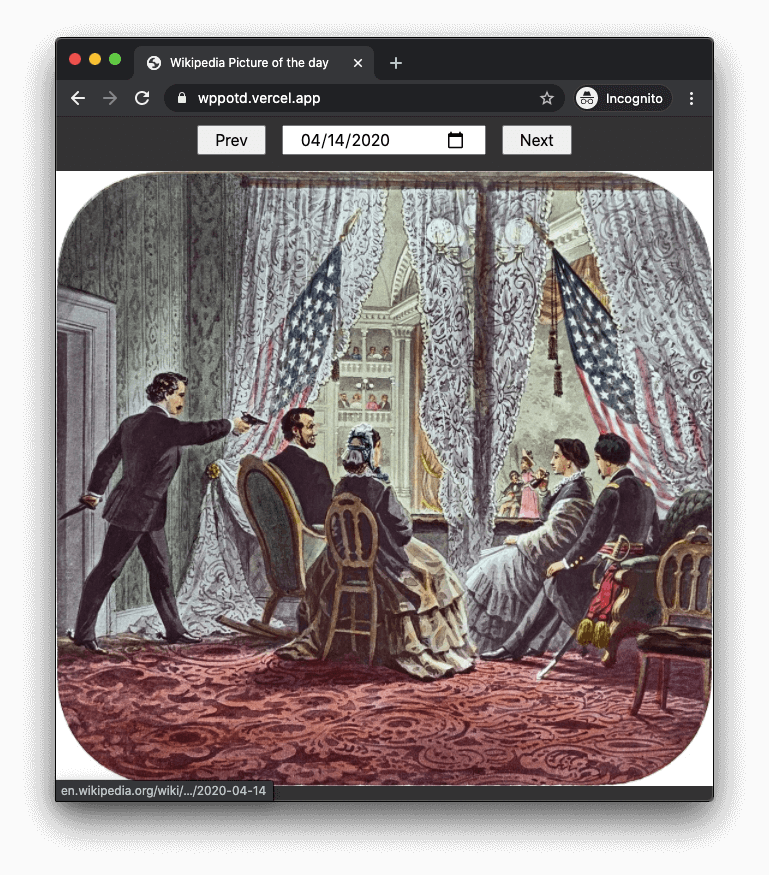 Wikipedia Picture of the day
wppotd.vercel.app
Incognito
Prev
04/14/2020
Next
en.wikipedia.org/wiki/.../2020-04-14